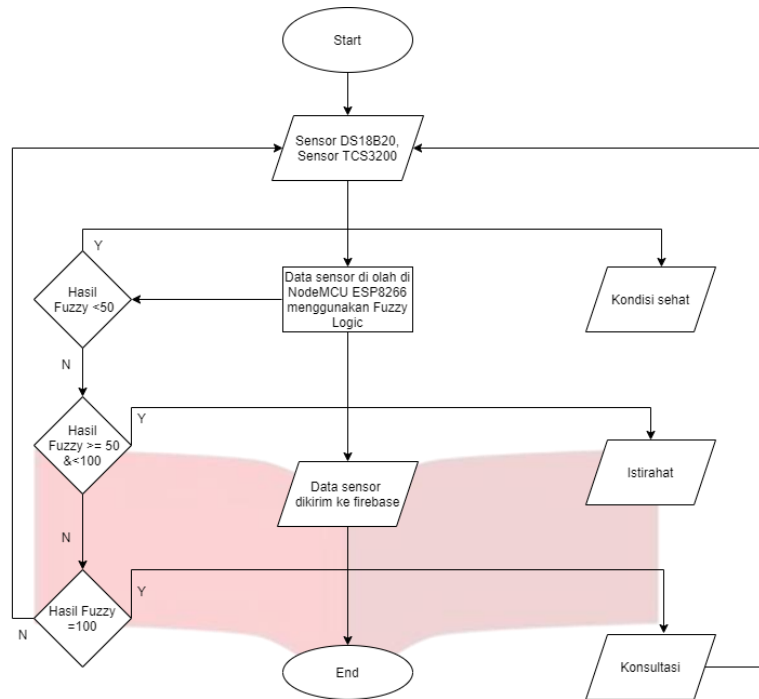 Start
Sensor DS18B20,
Sensor TCS3200
Y
Hasil
Fuzzy <50
Data sensor di olah di
NodeMCU ESP8266
menggunakan Fuzzy
Logic
Kondisi sehat
N
Hasil
Fuzzy >= 50
&<100
Y
Istirahat
Data sensor
dikirim ke firebase
N
Hasil Fuzzy
=100
Y
N
End
Konsultasi